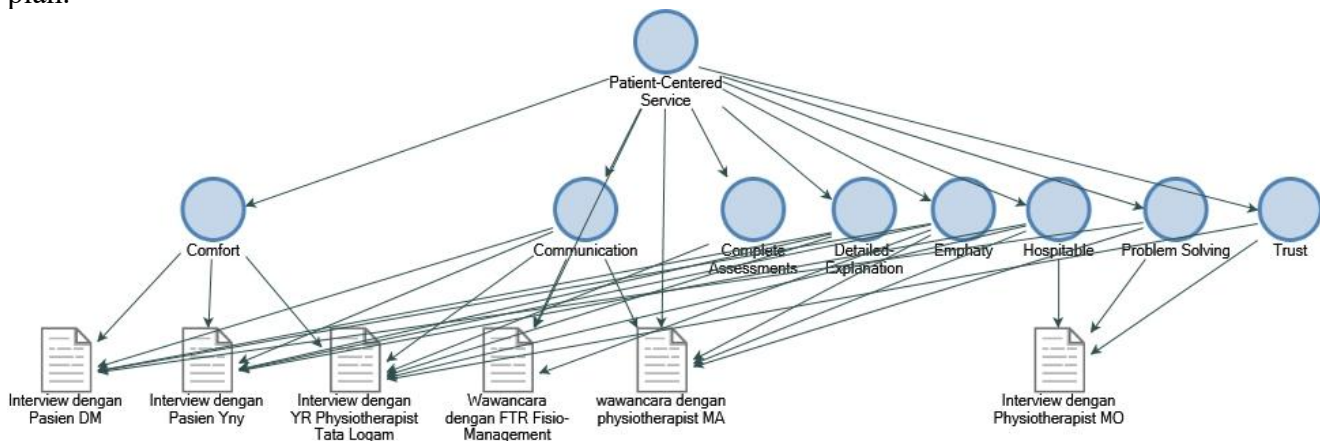 plan.
Patient-Centered
Service
Comfort
Communication
Complete
Assessments
Detailed-
Explanation
Emphaty
Hospitable
Problem Solving
Trust
Interview dengan
Pasien DM
Interview dengan
Pasien Yny
Interview dengan
YR Physiotherapist
Tata Logam
Wawancara
dengan FTR Fisio-
Management
wawancara dengan
physiotherapist MA
Interview dengan
Physiotherapist MO